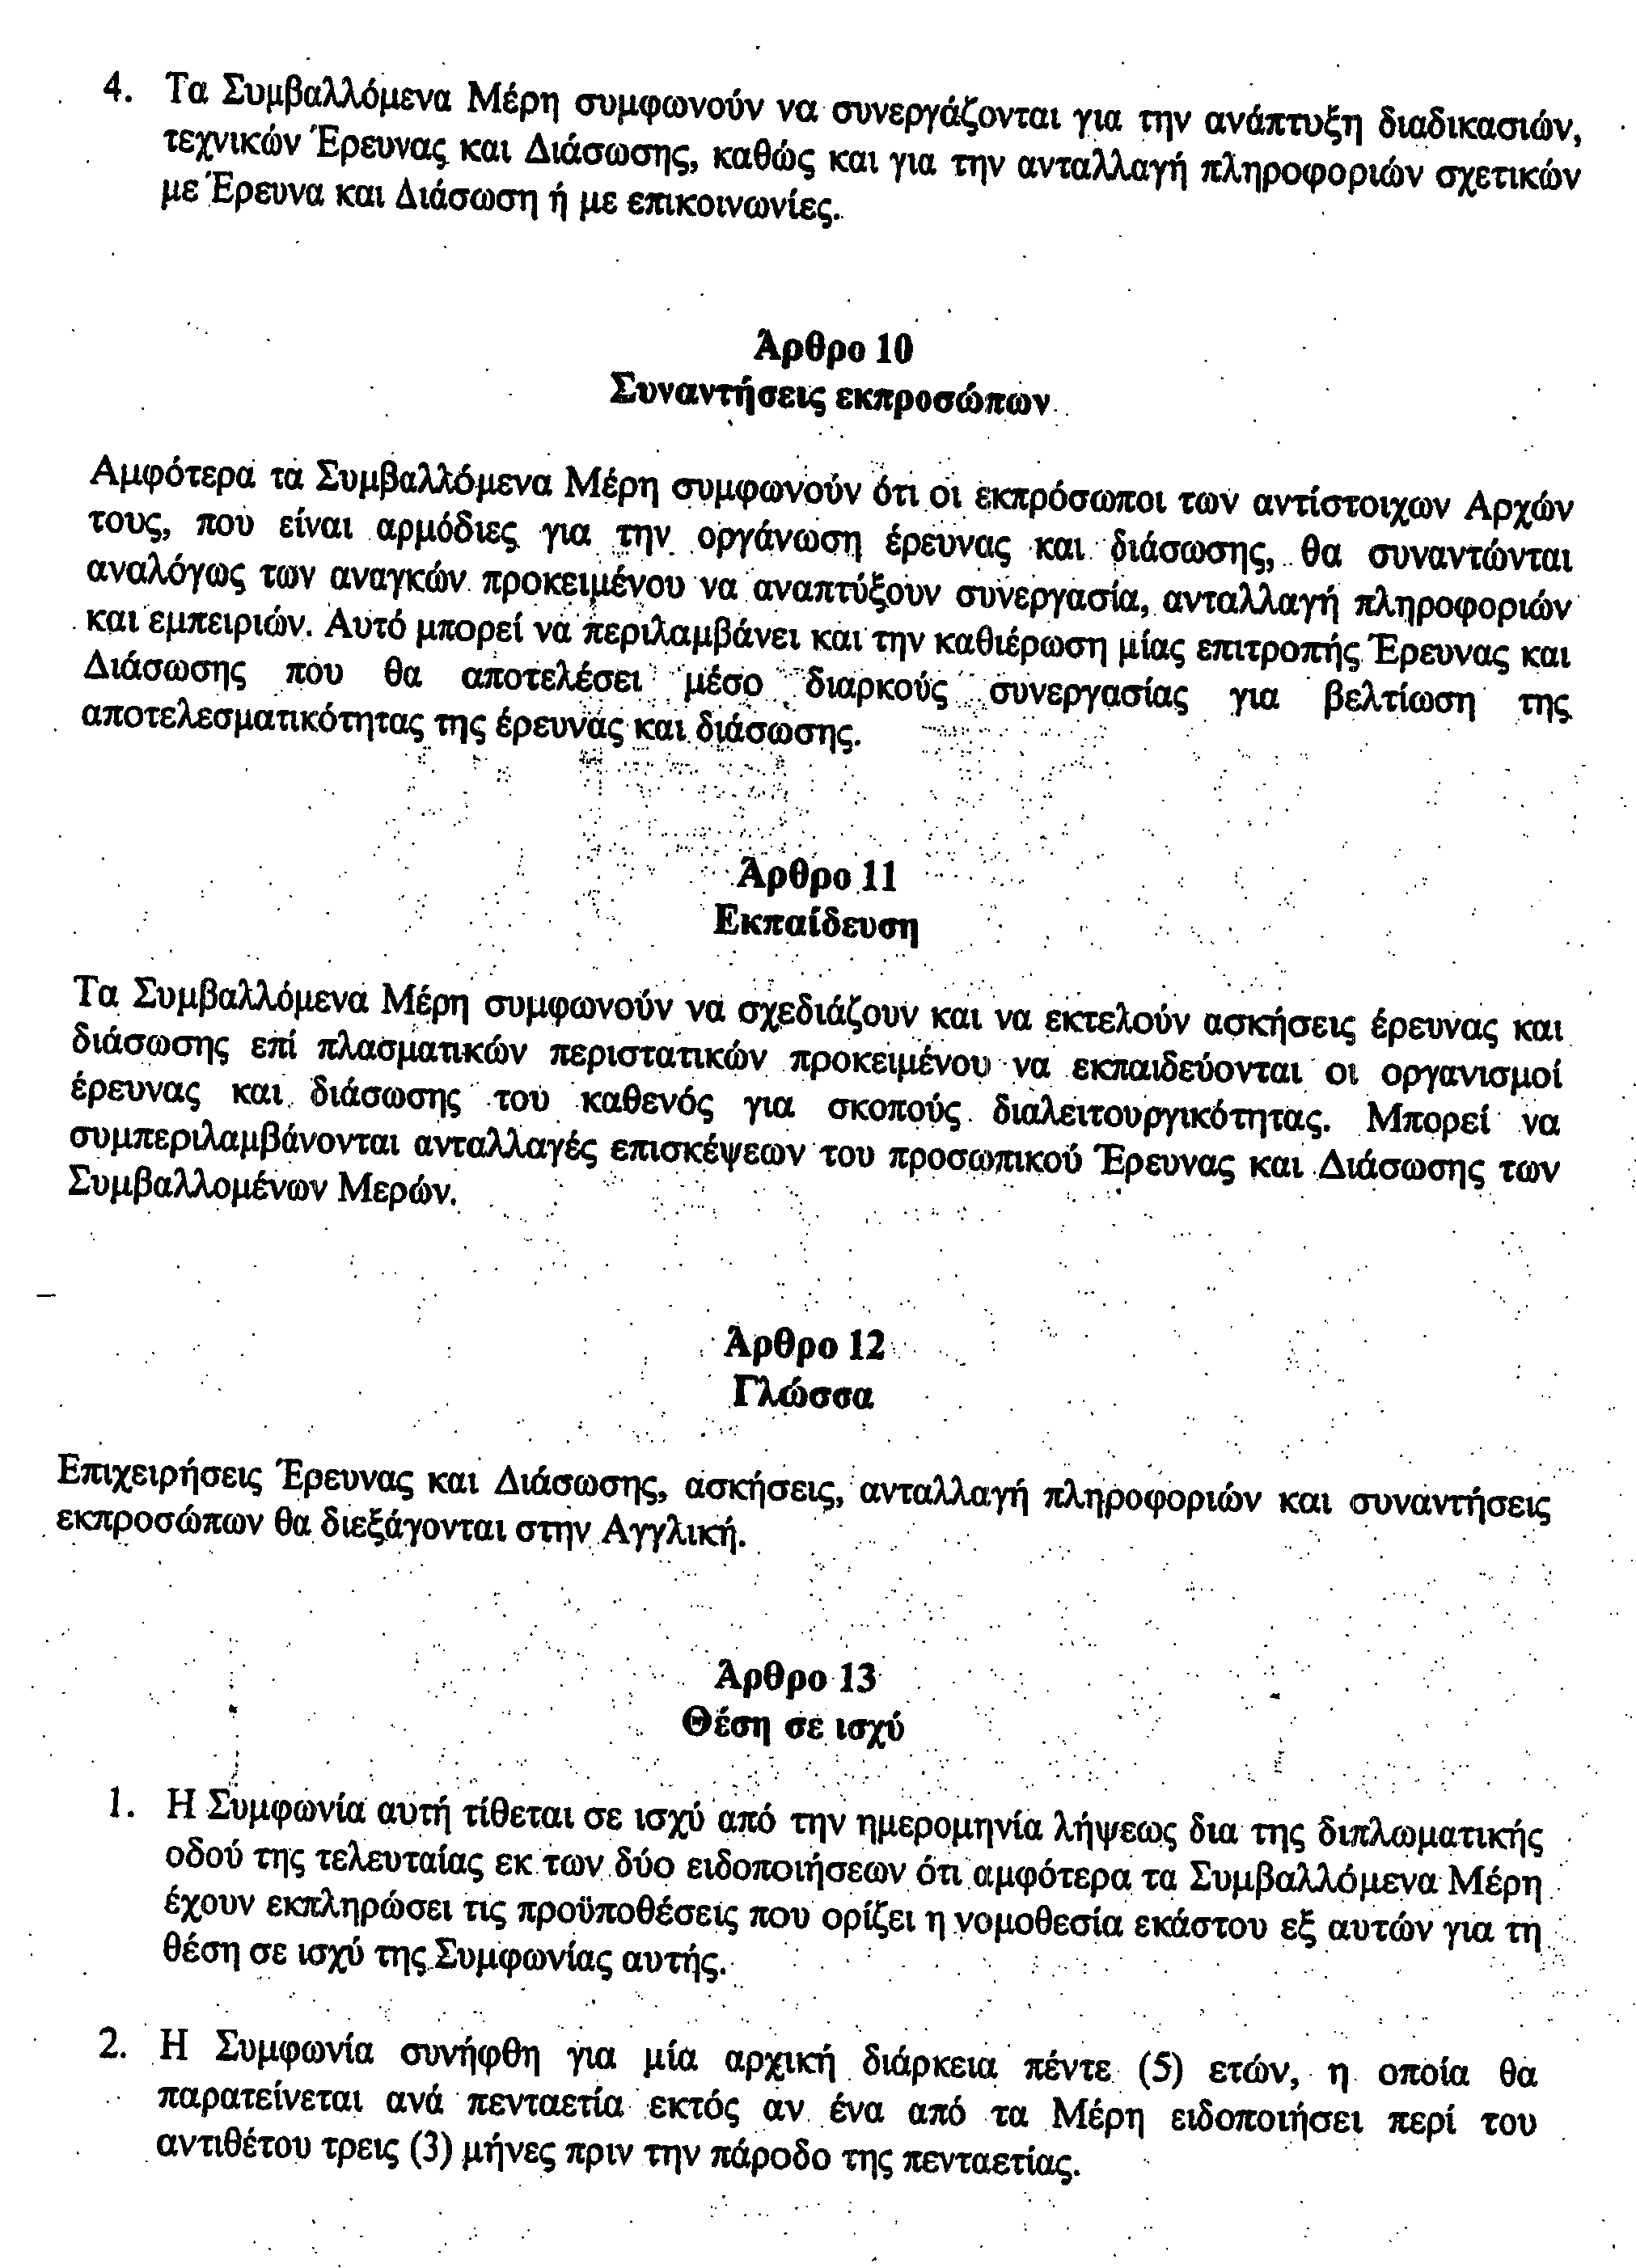 4. Τα Συμβαλλόμενα Μέρη συμφωνούν να συνεργάζονται για την ανάπτυξη διαδικασιών,
τεχνικών Έρευνας και Διάσωσης, καθώς και για την ανταλλαγή πληροφοριών σχετικών
με Έρευνα και Διάσωση ή με επικοινωνίες.
Άρθρο 10
Συναντήσεις εκπροσώπων
Αμφότερα τα Συμβαλλόμενα Μέρη συμφωνούν ότι οι εκπρόσωποι των αντίστοιχων Αρχών
τους, που είναι αρμόδιες για την οργάνωση έρευνας και διάσωσης, θα συναντώνται
αναλόγως των αναγκών προκειμένου να αναπτύξουν συνεργασία, ανταλλαγή πληροφοριών
και εμπειριών. Αυτό μπορεί να περιλαμβάνει και την καθιέρωση μίας επιτροπής Έρευνας και
Διάσωσης που θα αποτελέσει μέσο διαρκούς συνεργασίας για βελτίωση της
αποτελεσματικότητας της έρευνας και διάσωσης.
Άρθρο 11
Εκπαίδευση
Τα Συμβαλλόμενα Μέρη συμφωνούν να σχεδιάζουν και να εκτελούν ασκήσεις έρευνας και
διάσωσης επί πλασματικών περιστατικών προκειμένου να εκπαιδεύονται οι οργανισμοί
έρευνας και διάσωσης του καθενός για σκοπούς διαλειτουργικότητας. Μπορεί να
συμπεριλαμβάνονται ανταλλαγές επισκέψεων του προσωπικού Έρευνας και Διάσωσης των
Συμβαλλομένων Μερών.
Άρθρο 12
Γλώσσα
Επιχειρήσεις Έρευνας και Διάσωσης, ασκήσεις, ανταλλαγή πληροφοριών και συναντήσεις
εκπροσώπων θα διεξάγονται στην Αγγλική.
Άρθρο 13
Θέση σε ισχύ
1. Η Συμφωνία αυτή τίθεται σε ισχύ από την ημερομηνία λήψεως δια της διπλωματικής
οδού της τελευταίας εκ των δύο ειδοποιήσεων ότι αμφότερα τα Συμβαλλόμενα Μέρη
έχουν εκπληρώσει τις προϋποθέσεις που ορίζει η νομοθεσία εκάστου εξ αυτών για τη
θέση σε ισχύ της Συμφωνίας αυτής.
2. Η Συμφωνία συνήφθη για μία αρχική διάρκεια πέντε (5) ετών, η οποία θα
παρατείνεται ανά πενταετία εκτός αν ένα από τα Μέρη ειδοποιήσει περί του
αντιθέτου τρεις (3) μήνες πριν την πάροδο της πενταετίας.